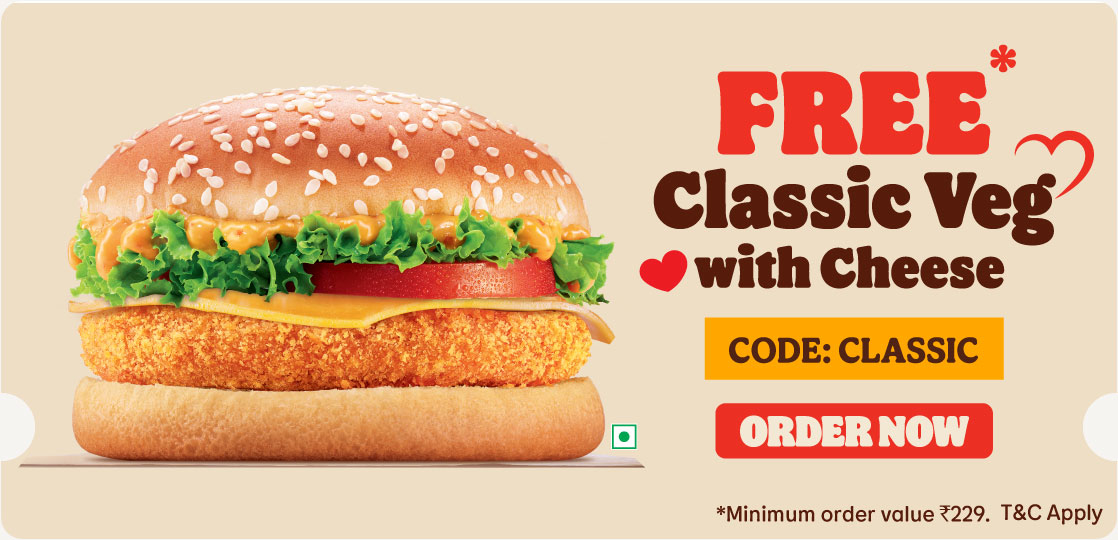 FREE*
Classic Veg
with Cheese
CODE: CLASSIC
ORDER NOW
*Minimum order value ₹229. T&C Apply